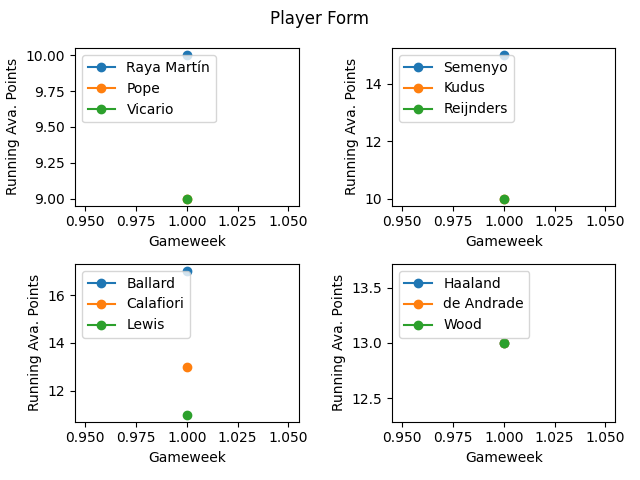 Player Form
10.00
9.75
9.50
9.25
9.00
Running Ava. Points
Raya Martín
Pope
Vicario
0.950 0.975 1.000 1.025 1.050
Gameweek
14
12
10
Running Ava. Points
Semenyo
Kudus
Reijnders
0.950 0.975 1.000 1.025 1.050
Gameweek
16
14
12
Running Ava. Points
Ballard
Calafiori
Lewis
0.950 0.975 1.000 1.025 1.050
Gameweek
13.5
13.0
12.5
Running Ava. Points
Haaland
de Andrade
Wood
0.950 0.975 1.000 1.025 1.050
Gameweek